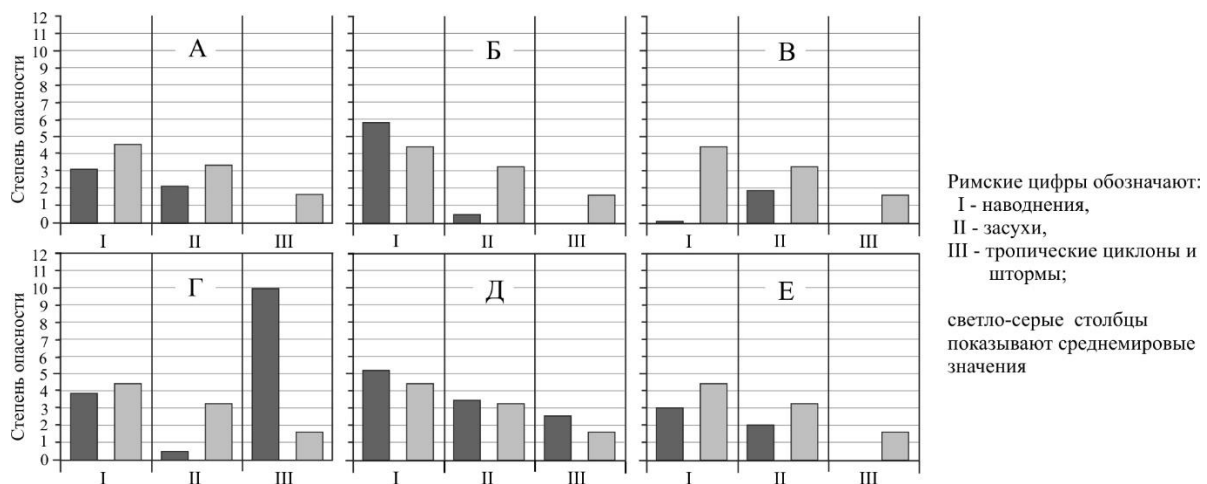 Степень опасности
12
11
10
9
8
7
6
5
4
3
2
1
0
А
Б
В
I II III I II III I II III
Степень опасности
12
11
10
9
8
7
6
5
4
3
2
1
0
Г
Д
Е
I II III I II III I II III
Римские цифры обозначают:
I - наводнения,
II - засухи,
III - тропические циклоны и
штормы;
светло-серые столбцы
показывают среднемировые
значения